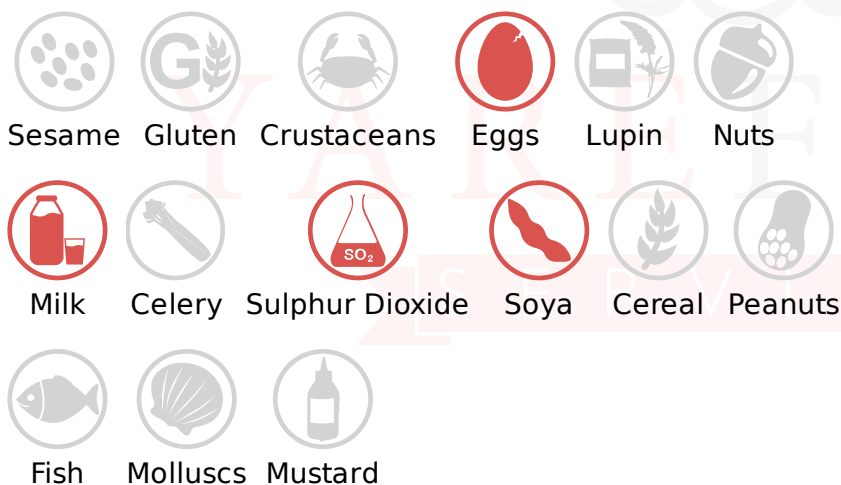 G
Sesame Gluten Crustaceans Eggs Lupin Nuts
SO₂
Milk Celery Sulphur Dioxide Soya Cereal Peanuts
Fish Molluscs Mustard